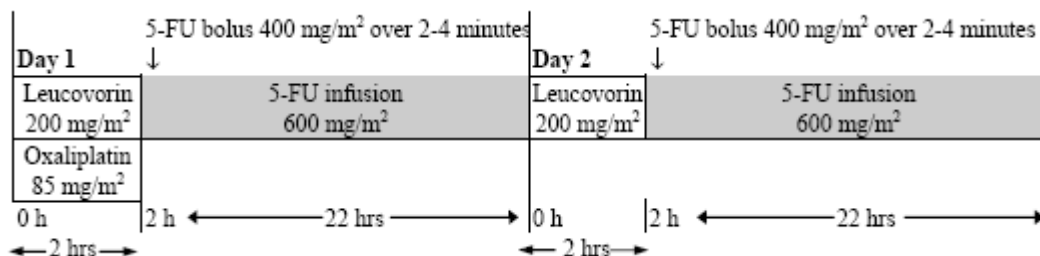 5-FU bolus 400 mg/m² over 2-4 minutes 5-FU bolus 400 mg/m² over 2-4 minutes
Day 1 ↓ Day 2 ↓
Leucovorin 5-FU infusion Leucovorin 5-FU infusion
200 mg/m² 600 mg/m² 200 mg/m² 600 mg/m²
Oxaliplatin
85 mg/m²
0 h 2 h 22 hrs 0 h 2 h 22 hrs
2 hrs 2 hrs